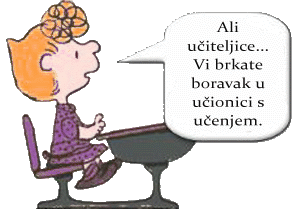 Ali
učiteljice...
Vi brkate
boravak u
učionici s
učenjem.